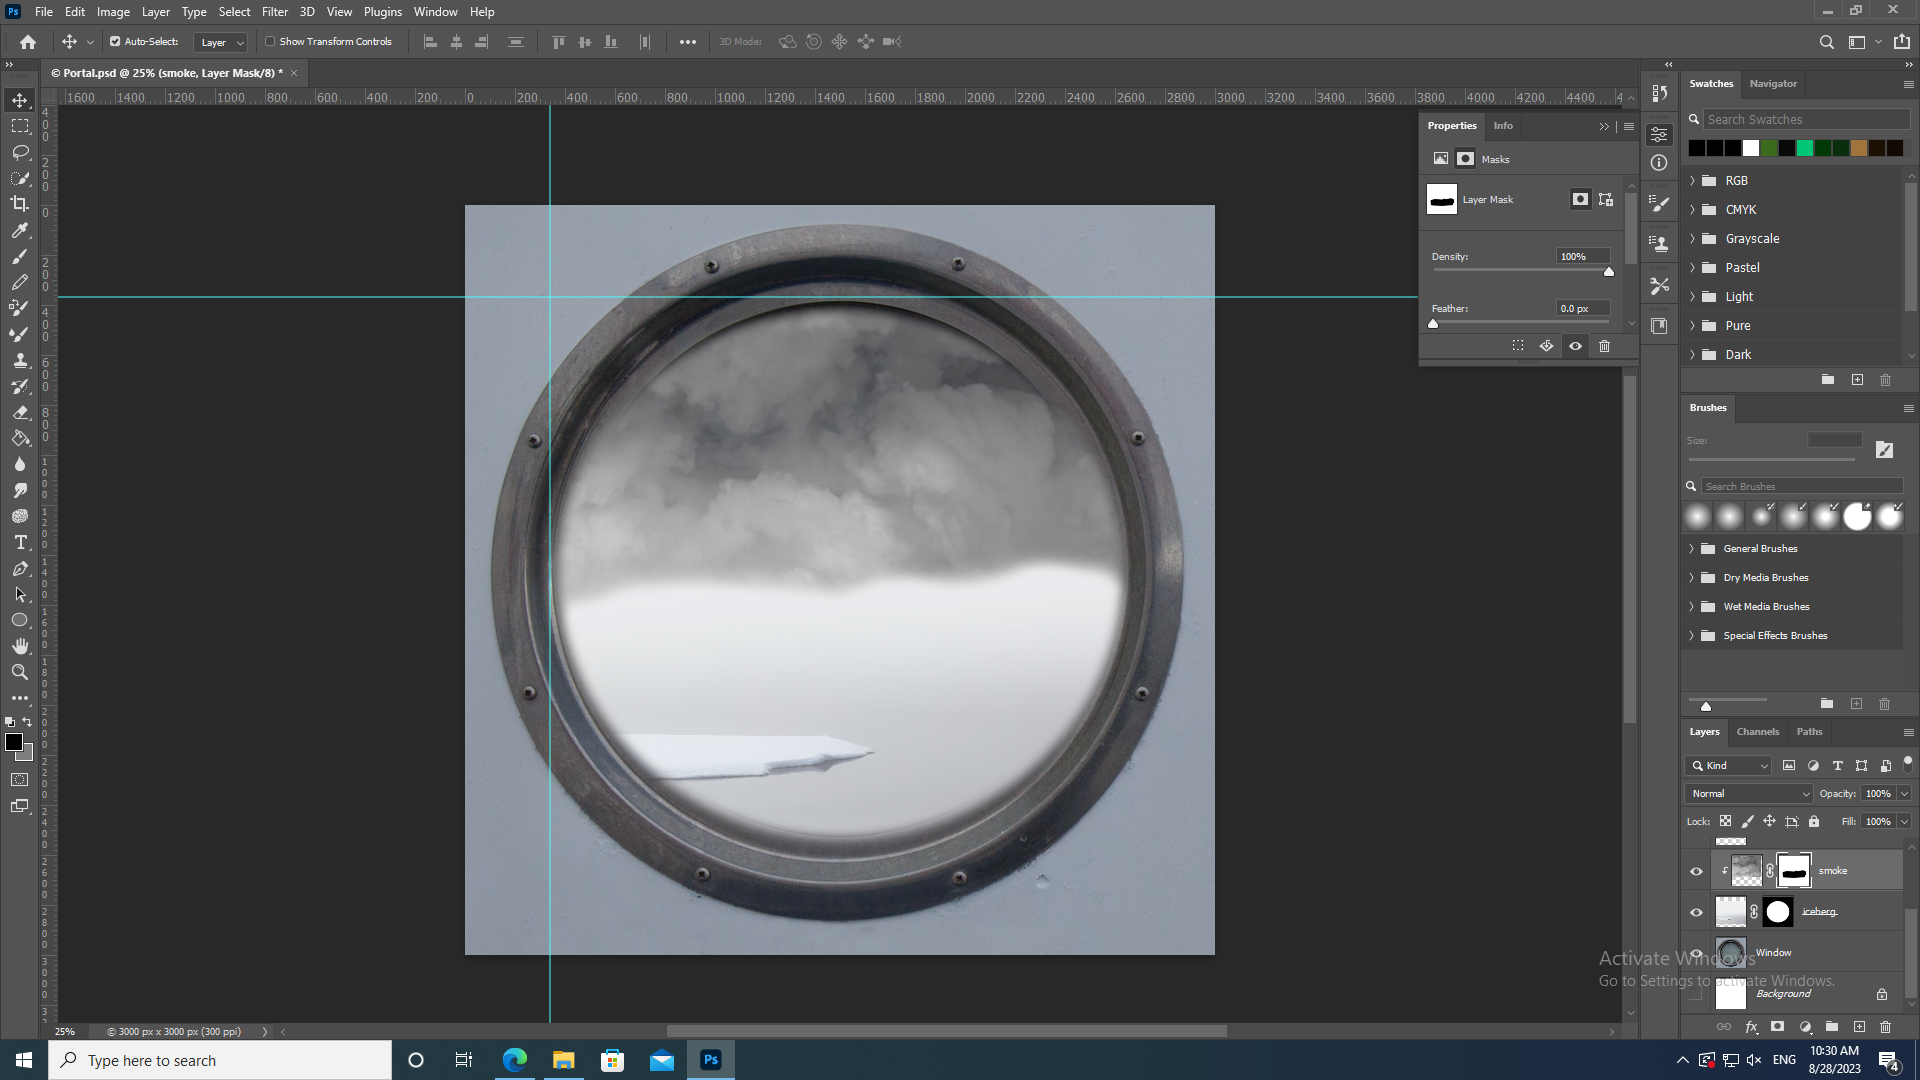 Ps File Edit Image Layer Type Select Filter 3D View Plugins Window Help
Auto-Select: Layer Show Transform Controls 3D Mode:
© Portal.psd @ 25% (smoke, Layer Mask/8) *
1600 1400 1200 1000 800 600 400 200 0 200 400 600 800 1000 1200 1400 1600 1800 2000 2200 2400 2600 2800 3000 3200 3400 3600 3800 4000 4200 4400 4
Swatches Navigator
Search Swatches
RGB
CMYK
Grayscale
Pastel
Light
Pure
Dark
Properties Info
Masks
Layer Mask
Density: 100%
Feather: 0.0 px
Brushes
Size:
Search Brushes
General Brushes
Dry Media Brushes
Wet Media Brushes
Special Effects Brushes
Layers Channels Paths
Kind
Normal Opacity: 100%
Lock: Fill: 100%
smoke
iceberg
Window
Background
Activate Windows
Go to Settings to activate Windows.
25% © 3000 px x 3000 px (300 ppi)
Type here to search
Ps
ENG
10:30 AM
8/28/2023
4